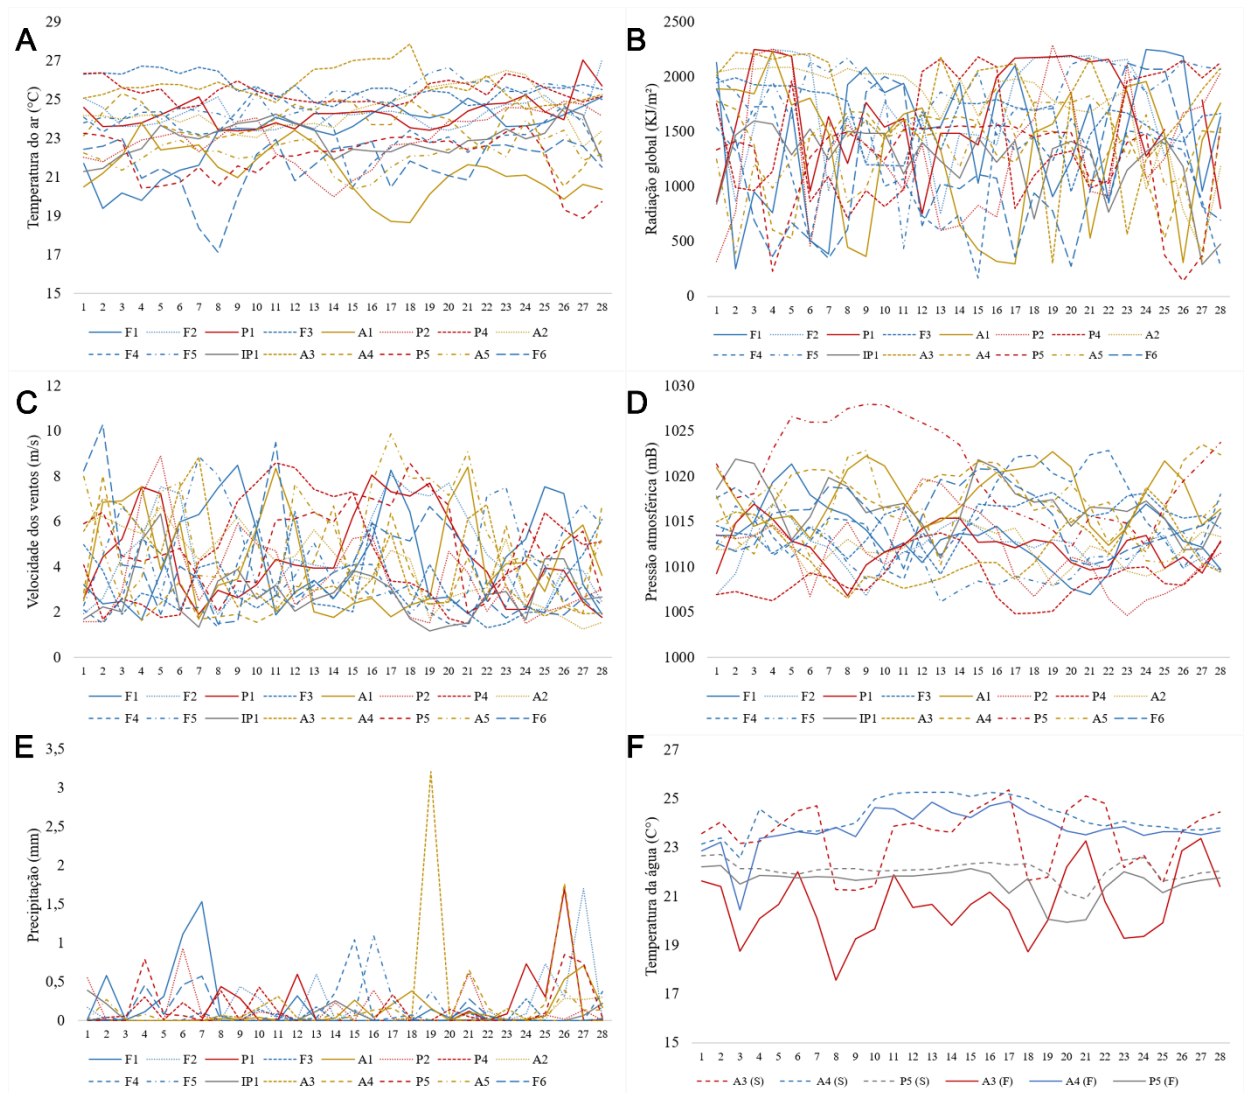 A
Temperatura do ar (°C)
29
27
25
23
21
19
17
15
1 2 3 4 5 6 7 8 9 10 11 12 13 14 15 16 17 18 19 20 21 22 23 24 25 26 27 28
F1 F2 P1 F3 A1 P2 P4 A2
F4 F5 IP1 A3 A4 P5 A5 F6
B
Radiação global (KJ/m²)
2500
2000
1500
1000
500
0
1 2 3 4 5 6 7 8 9 10 11 12 13 14 15 16 17 18 19 20 21 22 23 24 25 26 27 28
F1 F2 P1 F3 A1 P2 P4 A2
F4 F5 IP1 A3 A4 P5 A5 F6
C
Velocidade dos ventos (m/s)
12
10
8
6
4
2
0
1 2 3 4 5 6 7 8 9 10 11 12 13 14 15 16 17 18 19 20 21 22 23 24 25 26 27 28
F1 F2 P1 F3 A1 P2 P4 A2
F4 F5 IP1 A3 A4 P5 A5 F6
D
Pressão atmosférica (mB)
1030
1025
1020
1015
1010
1005
1000
1 2 3 4 5 6 7 8 9 10 11 12 13 14 15 16 17 18 19 20 21 22 23 24 25 26 27 28
F1 F2 P1 F3 A1 P2 P4 A2
F4 F5 IP1 A3 A4 P5 A5 F6
E
Precipitação (mm)
3,5
3
2,5
2
1,5
1
0,5
0
1 2 3 4 5 6 7 8 9 10 11 12 13 14 15 16 17 18 19 20 21 22 23 24 25 26 27 28
F1 F2 P1 F3 A1 P2 P4 A2
F4 F5 IP1 A3 A4 P5 A5 F6
F
Temperatura da água (C°)
27
25
23
21
19
17
15
1 2 3 4 5 6 7 8 9 10 11 12 13 14 15 16 17 18 19 20 21 22 23 24 25 26 27 28
A3 (S) A4 (S) P5 (S) A3 (F) A4 (F) P5 (F)